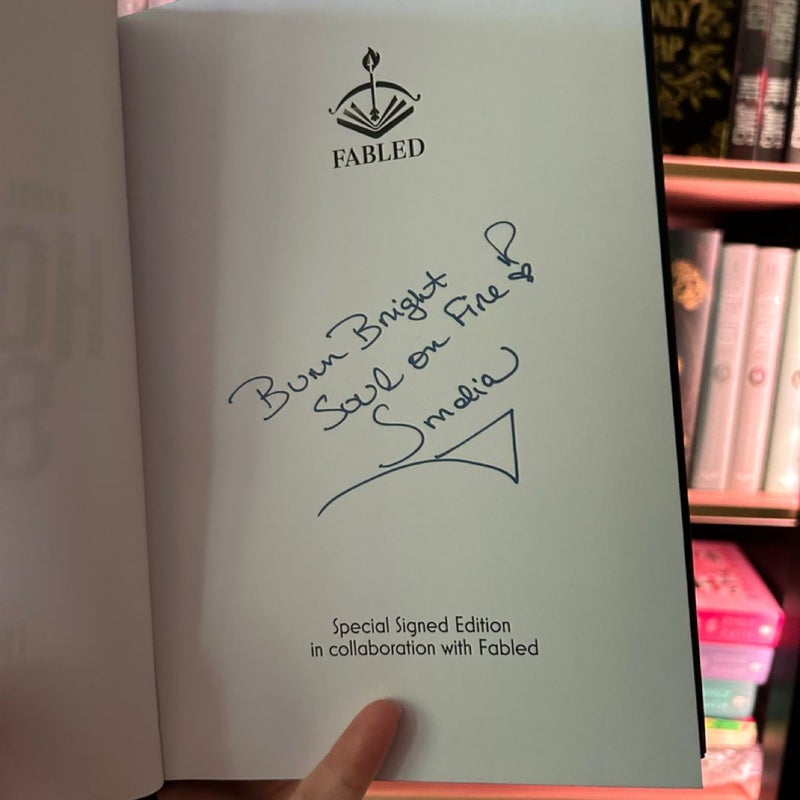 FABLED
Burn Bright
Soul on Fire!
Special Signed Edition
in collaboration with Fabled